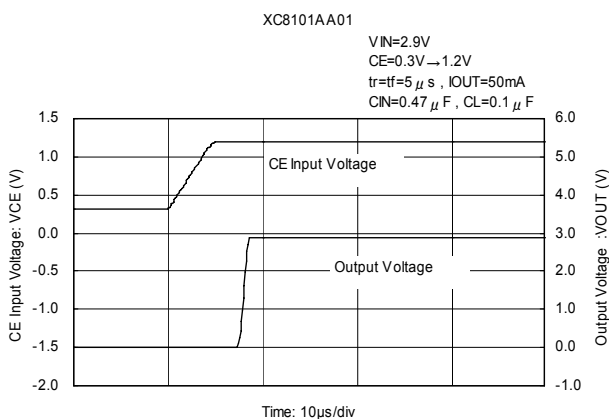 XC8101AA01
VIN=2.9V
CE=0.3V→1.2V
tr=tf=5μs , IOUT=50mA
CIN=0.47μF , CL=0.1μF
CE Input Voltage: VCE (V)
1.5
1.0
0.5
0.0
-0.5
-1.0
-1.5
-2.0
CE Input Voltage
Output Voltage
6.0
5.0
4.0
3.0
2.0
1.0
0.0
-1.0
Output Voltage :VOUT (V)
Time: 10μs/div